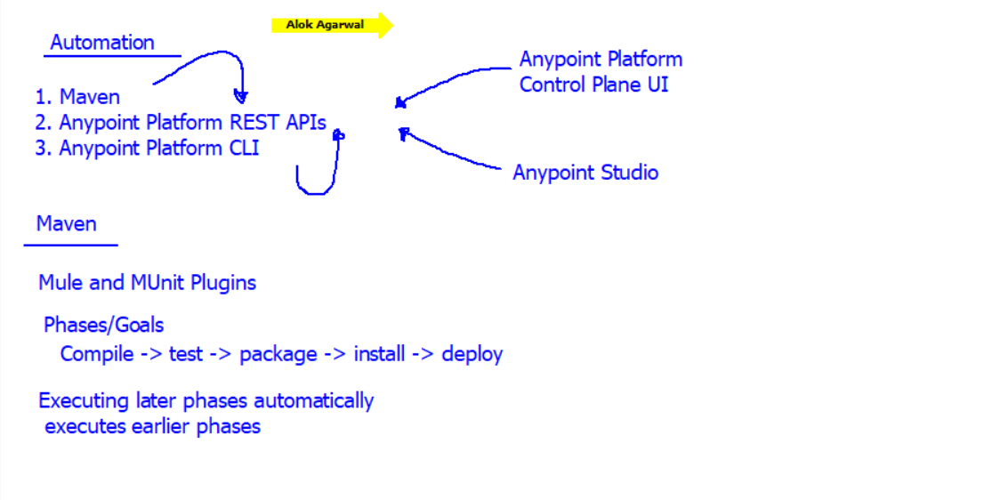 Alok Agarwal
Automation
1. Maven
2. Anypoint Platform REST APIs
3. Anypoint Platform CLI
Anypoint Platform
Control Plane UI
Anypoint Studio
Maven
Mule and MUnit Plugins
Phases/Goals
Compile -> test -> package -> install -> deploy
Executing later phases automatically
executes earlier phases